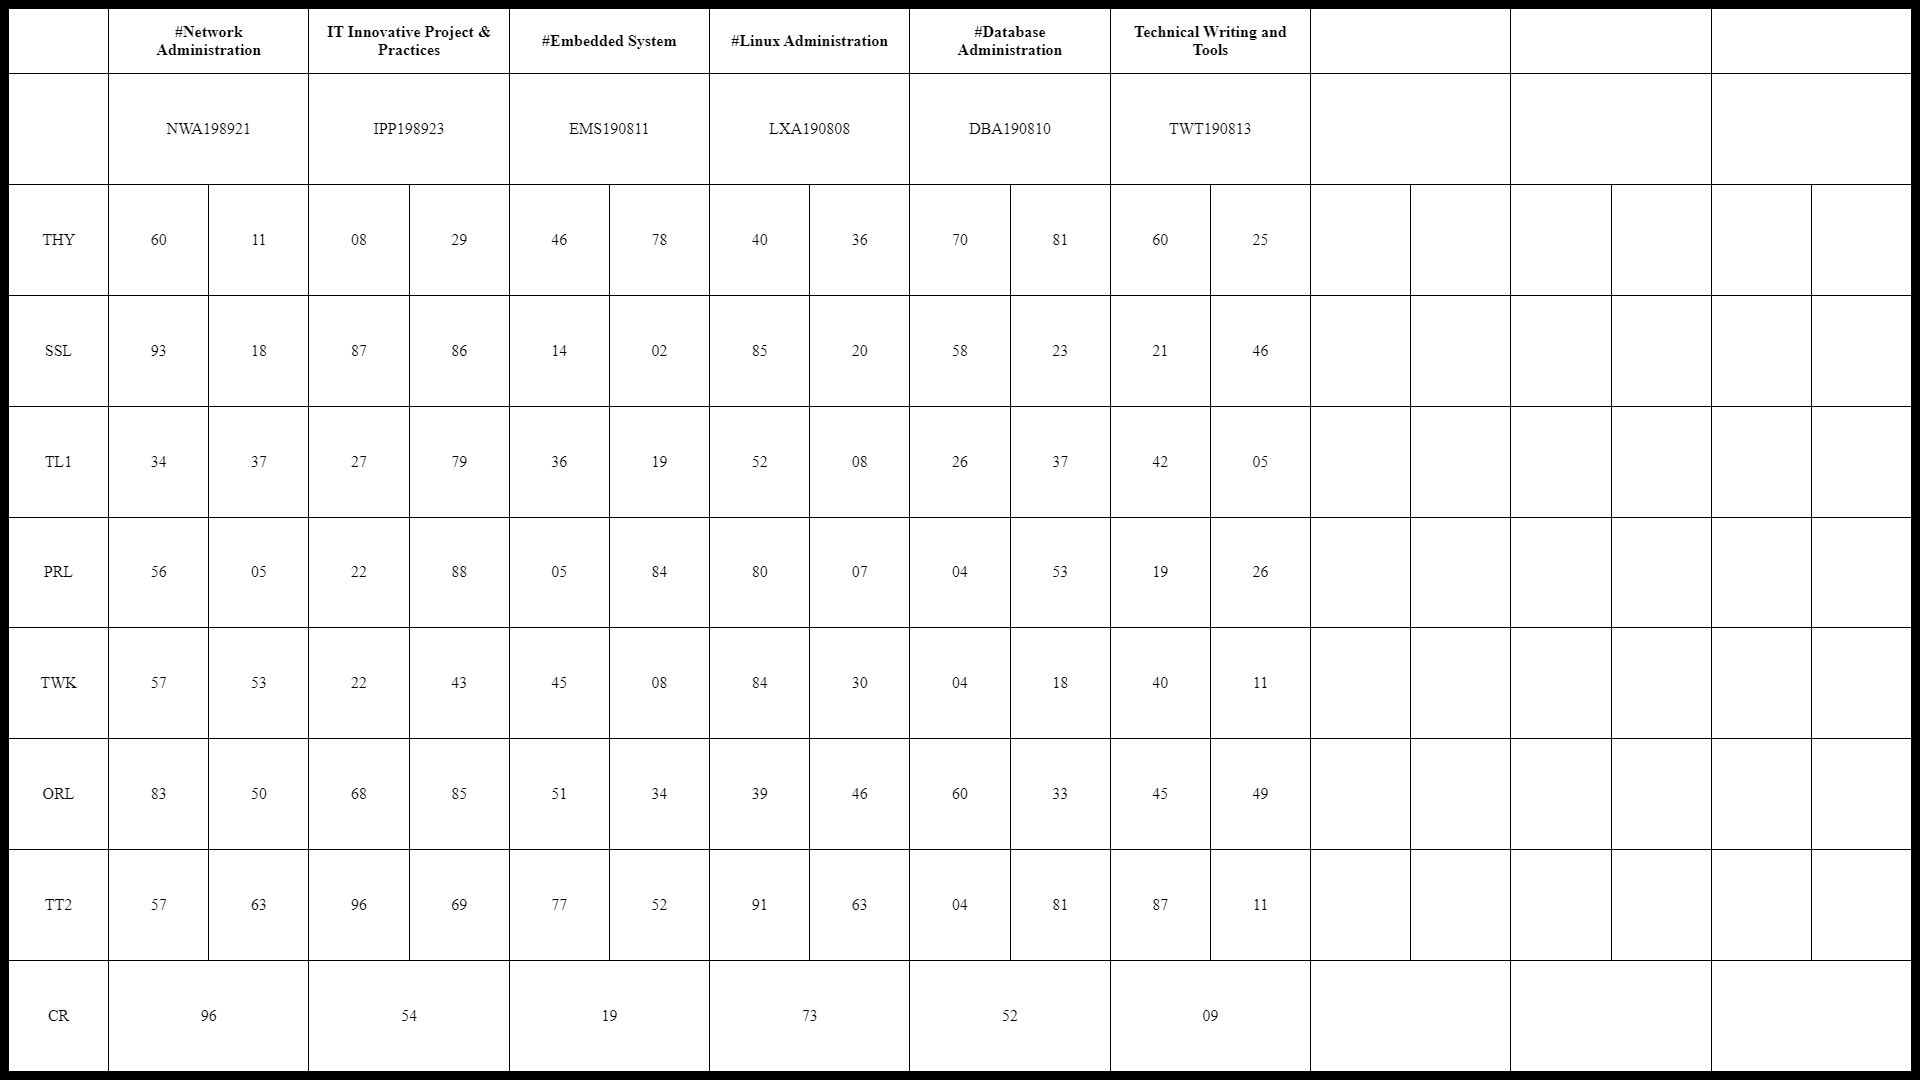 #Network Administration IT Innovative Project & Practices #Embedded System #Linux Administration #Database Administration Technical Writing and Tools
NWA198921 IPP198923 EMS190811 LXA190808 DBA190810 TWT190813
THY 60 11 08 29 46 78 40 36 70 81 60 25
SSL 93 18 87 86 14 02 85 20 58 23 21 46
TL1 34 37 27 79 36 19 52 08 26 37 42 05
PRL 56 05 22 88 05 84 80 07 04 53 19 26
TWK 57 53 22 43 45 08 84 30 04 18 40 11
ORL 83 50 68 85 51 34 39 46 60 33 45 49
TT2 57 63 96 69 77 52 91 63 04 81 87 11
CR 96 54 19 73 52 09